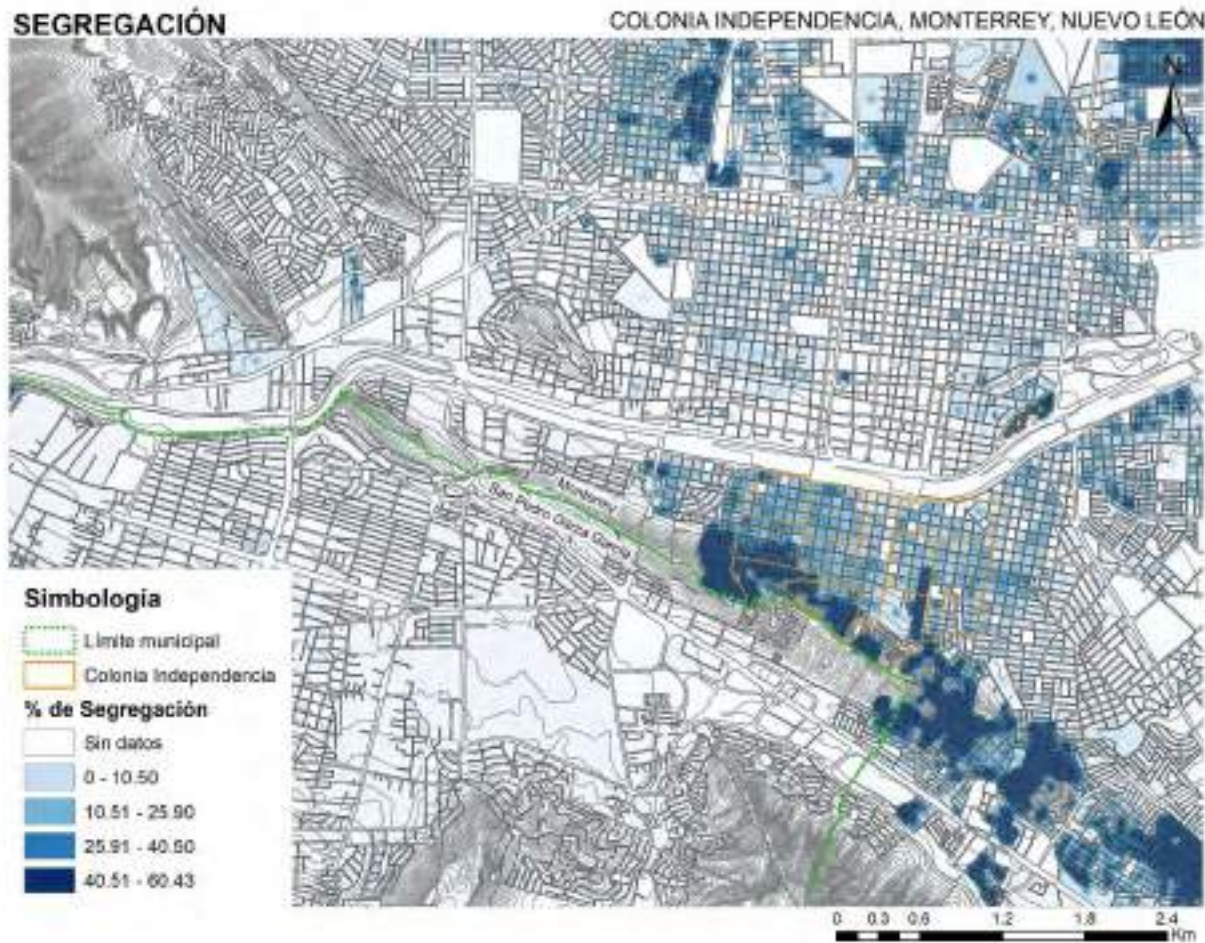 SEGREGACIÓN
COLONIA INDEPENDENCIA, MONTERREY, NUEVO LEÓN
N
Monterrey
San Pedro Garza García
Simbología
Límite municipal
Colonia Independencia
% de Segregación
Sin datos
0 - 10.50
10.51 - 25.90
25.91 - 40.50
40.51 - 60.43
0 0.3 0.6 1.2 1.8 2.4
Km